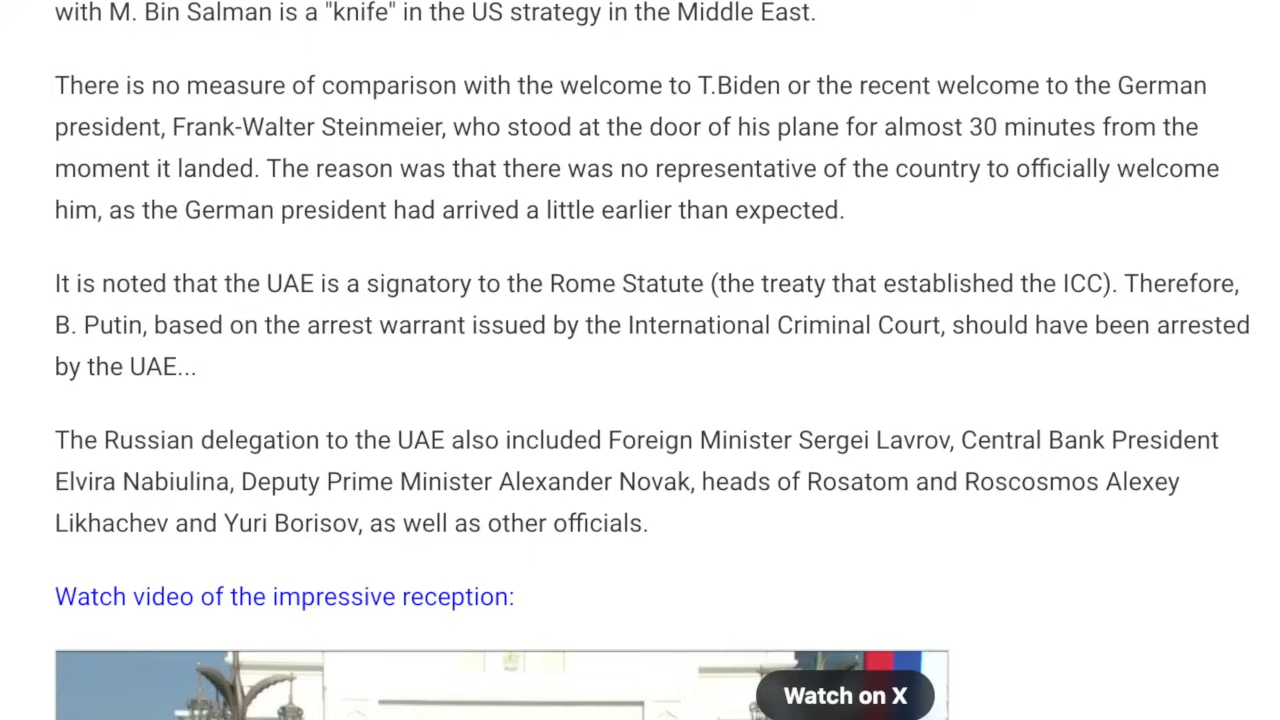 with M. Bin Salman is a "knife" in the US strategy in the Middle East.
There is no measure of comparison with the welcome to T.Biden or the recent welcome to the German
president, Frank-Walter Steinmeier, who stood at the door of his plane for almost 30 minutes from the
moment it landed. The reason was that there was no representative of the country to officially welcome
him, as the German president had arrived a little earlier than expected.
It is noted that the UAE is a signatory to the Rome Statute (the treaty that established the ICC). Therefore,
B. Putin, based on the arrest warrant issued by the International Criminal Court, should have been arrested
by the UAE...
The Russian delegation to the UAE also included Foreign Minister Sergei Lavrov, Central Bank President
Elvira Nabiulina, Deputy Prime Minister Alexander Novak, heads of Rosatom and Roscosmos Alexey
Likhachev and Yuri Borisov, as well as other officials.
Watch video of the impressive reception:
Watch on X